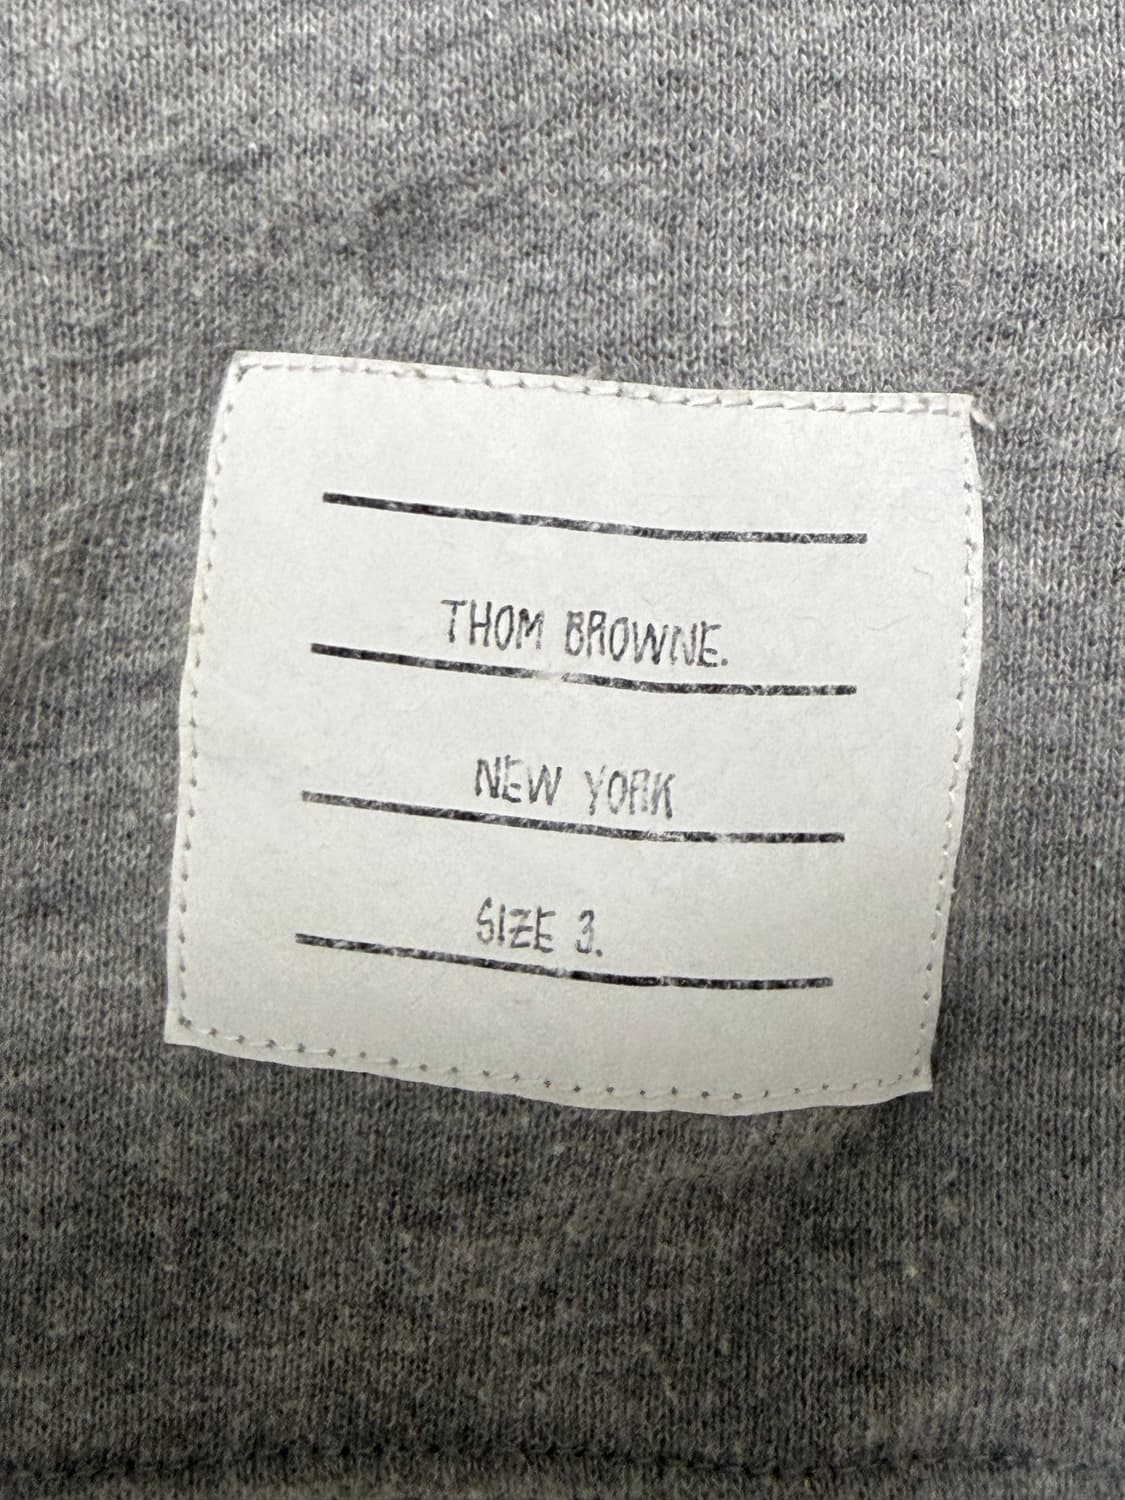 THOM BROWNE.
NEW YORK
SIZE 3.